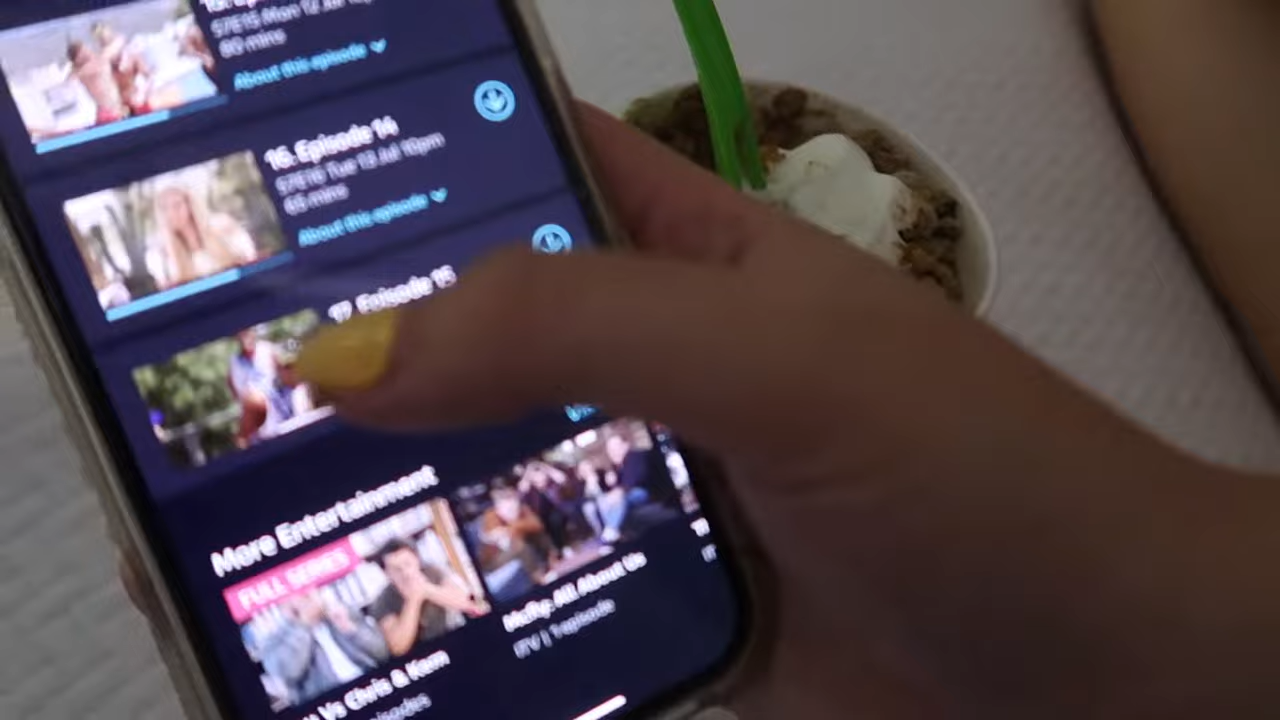 S7E15 Mon 12 Jul 10pm
60 mins
About this episode
16. Episode 14
S7E16 Tue 13 Jul 10pm
65 mins
About this episode
17. Episode 15
More Entertainment
FULL SERIES
Vs Chris & Kem
McFly: All About Us
ITV | 1 episode